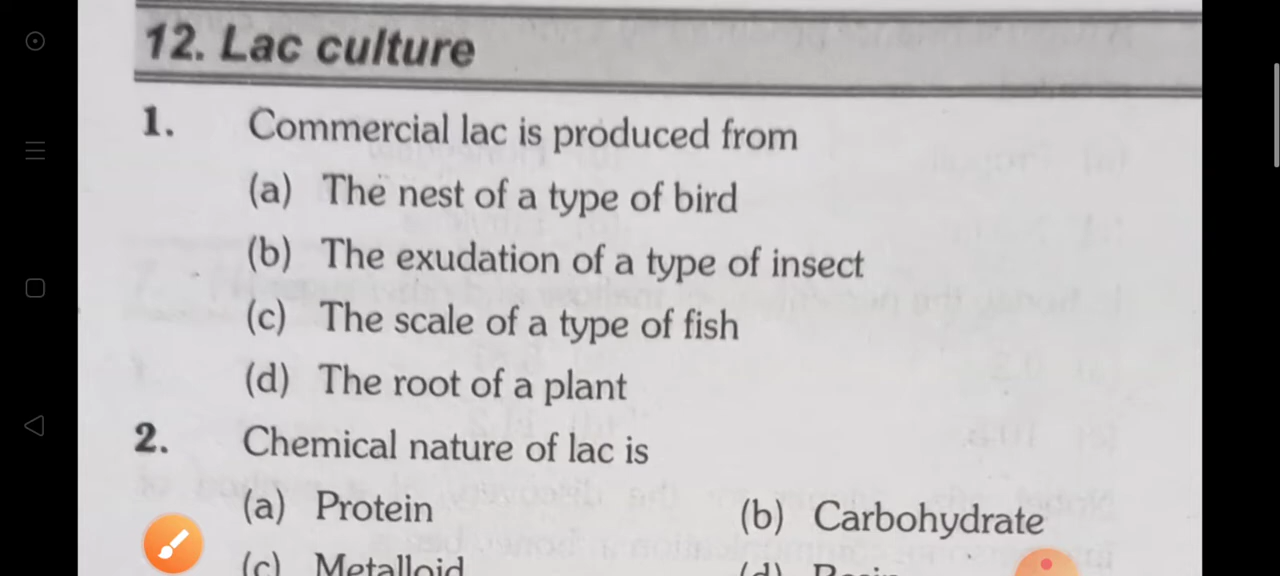 12. Lac culture
1. Commercial lac is produced from
(a) The nest of a type of bird
(b) The exudation of a type of insect
(c) The scale of a type of fish
(d) The root of a plant
2. Chemical nature of lac is
(a) Protein (b) Carbohydrate
(c) Metalloid (d)